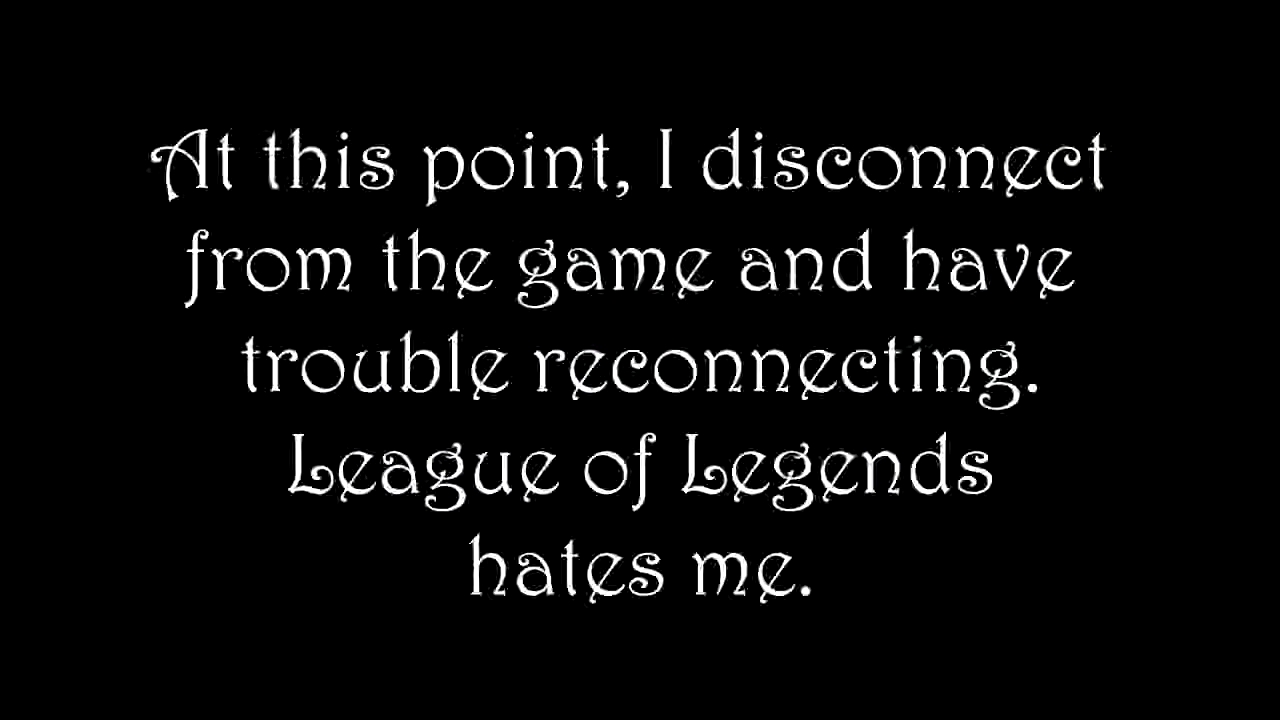 At this point, I disconnect
from the game and have
trouble reconnecting.
League of Legends
hates me.